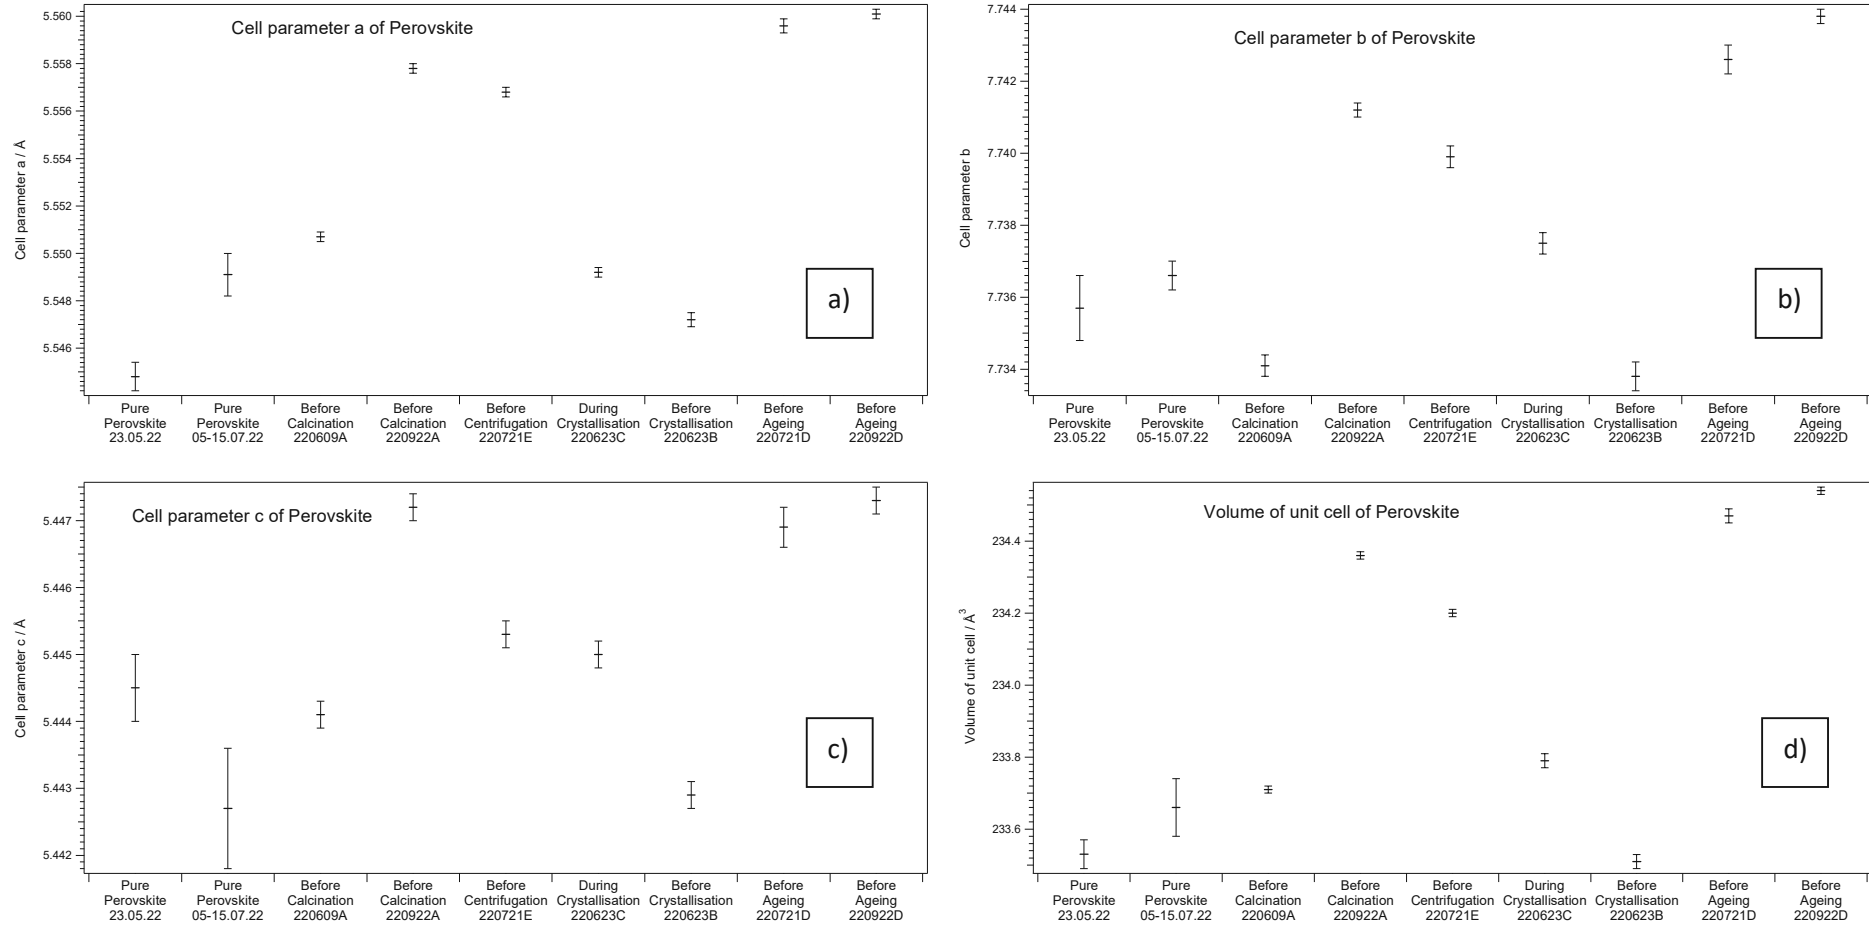 Cell parameter a of Perovskite
Cell parameter a / Å
5.560
5.558
5.556
5.554
5.552
5.550
5.548
5.546
a)
Pure Perovskite 23.05.22
Pure Perovskite 05-15.07.22
Before Calcination 220609A
Before Calcination 220922A
Before Centrifugation 220721E
During Crystallisation 220623C
Before Crystallisation 220623B
Before Ageing 220721D
Before Ageing 220922D
Cell parameter b of Perovskite
Cell parameter b
7.744
7.742
7.740
7.738
7.736
7.734
b)
Pure Perovskite 23.05.22
Pure Perovskite 05-15.07.22
Before Calcination 220609A
Before Calcination 220922A
Before Centrifugation 220721E
During Crystallisation 220623C
Before Crystallisation 220623B
Before Ageing 220721D
Before Ageing 220922D
Cell parameter c of Perovskite
Cell parameter c / Å
5.447
5.446
5.445
5.444
5.443
5.442
c)
Pure Perovskite 23.05.22
Pure Perovskite 05-15.07.22
Before Calcination 220609A
Before Calcination 220922A
Before Centrifugation 220721E
During Crystallisation 220623C
Before Crystallisation 220623B
Before Ageing 220721D
Before Ageing 220922D
Volume of unit cell of Perovskite
Volume of unit cell / Å³
234.4
234.2
234.0
233.8
233.6
d)
Pure Perovskite 23.05.22
Pure Perovskite 05-15.07.22
Before Calcination 220609A
Before Calcination 220922A
Before Centrifugation 220721E
During Crystallisation 220623C
Before Crystallisation 220623B
Before Ageing 220721D
Before Ageing 220922D